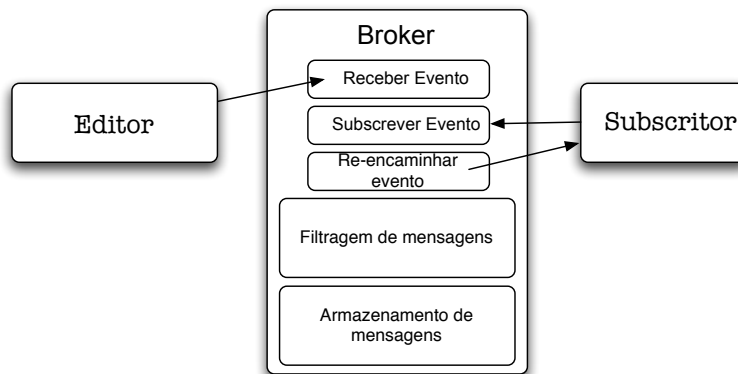 Broker
Receber Evento
Editor
Subscrever Evento
Subscritor
Re-encaminhar
evento
Filtragem de mensagens
Armazenamento de
mensagens